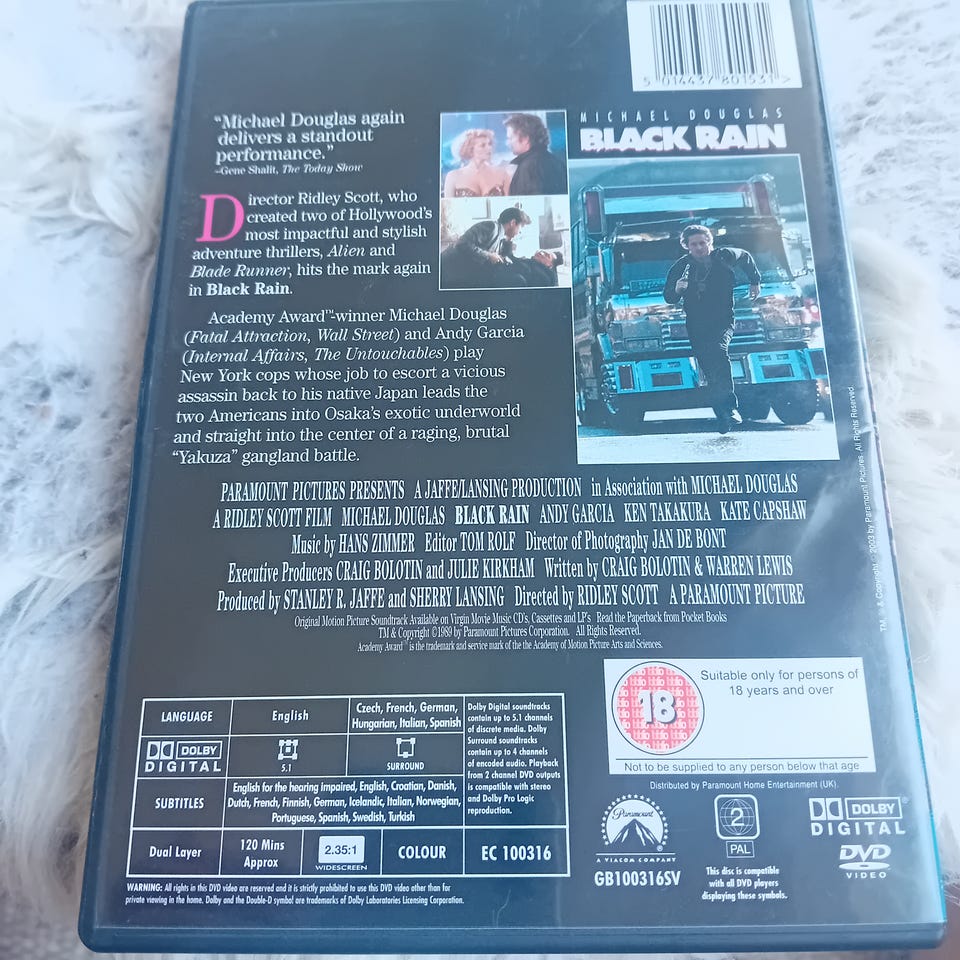 5 014437 801531 >
“Michael Douglas again
delivers a standout
performance.”
–Gene Shalit, The Today Show
MICHAEL DOUGLAS
BLACK RAIN
Director Ridley Scott, who
created two of Hollywood's
most impactful and stylish
adventure thrillers, Alien and
Blade Runner, hits the mark again
in Black Rain.
Academy Award™-winner Michael Douglas
(Fatal Attraction, Wall Street) and Andy Garcia
(Internal Affairs, The Untouchables) play
New York cops whose job to escort a vicious
assassin back to his native Japan leads the
two Americans into Osaka's exotic underworld
and straight into the center of a raging, brutal
“Yakuza” gangland battle.
PARAMOUNT PICTURES PRESENTS A JAFFE/LANSING PRODUCTION in Association with MICHAEL DOUGLAS
A RIDLEY SCOTT FILM MICHAEL DOUGLAS BLACK RAIN ANDY GARCIA KEN TAKAKURA KATE CAPSHAW
Music by HANS ZIMMER Editor TOM ROLF Director of Photography JAN DE BONT
Executive Producers CRAIG BOLOTIN and JULIE KIRKHAM Written by CRAIG BOLOTIN & WARREN LEWIS
Produced by STANLEY R. JAFFE and SHERRY LANSING Directed by RIDLEY SCOTT A PARAMOUNT PICTURE
Original Motion Picture Soundtrack Available on Virgin Movie Music CD's, Cassettes and LP's Read the Paperback from Pocket Books
TM & Copyright ©1989 by Paramount Pictures Corporation. All Rights Reserved.
Academy Award™ is the trademark and service mark of the the Academy of Motion Picture Arts and Sciences.
TM, ® & Copyright © 2003 by Paramount Pictures. All Rights Reserved.
LANGUAGE
English
Czech, French, German,
Hungarian, Italian, Spanish
DOLBY
DIGITAL
5.1
SURROUND
Dolby Digital soundtracks
contain up to 5.1 channels
of discrete media. Dolby
Surround soundtracks
contain up to 4 channels
of encoded audio. Playback
from 2 channel DVD outputs
is compatible with stereo
and Dolby Pro Logic
reproduction.
SUBTITLES
English for the hearing impaired, English, Croatian, Danish,
Dutch, French, Finnish, German, Icelandic, Italian, Norwegian,
Portuguese, Spanish, Swedish, Turkish
Dual Layer
120 Mins
Approx
2.35:1
WIDESCREEN
COLOUR
EC 100316
WARNING: All rights in this DVD video are reserved and it is strictly prohibited to use this DVD video other than for
private viewing in the home. Dolby and the Double-D symbol are trademarks of Dolby Laboratories Licensing Corporation.
18
Suitable only for persons of
18 years and over
Not to be supplied to any person below that age
Distributed by Paramount Home Entertainment (UK).
Paramount
A VIACOM COMPANY
GB100316SV
2
PAL
This disc is compatible
with all DVD players
displaying these symbols.
DOLBY
DIGITAL
DVD
VIDEO